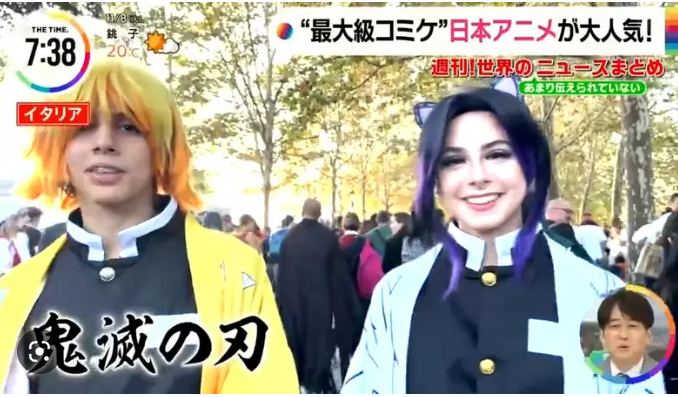 THE TIME,
7:38
11/8(火)
銚子
20℃
“最大級コミケ”日本アニメが大人気!
週刊!世界のニュースまとめ
あまり伝えられていない
イタリア
鬼滅の刃